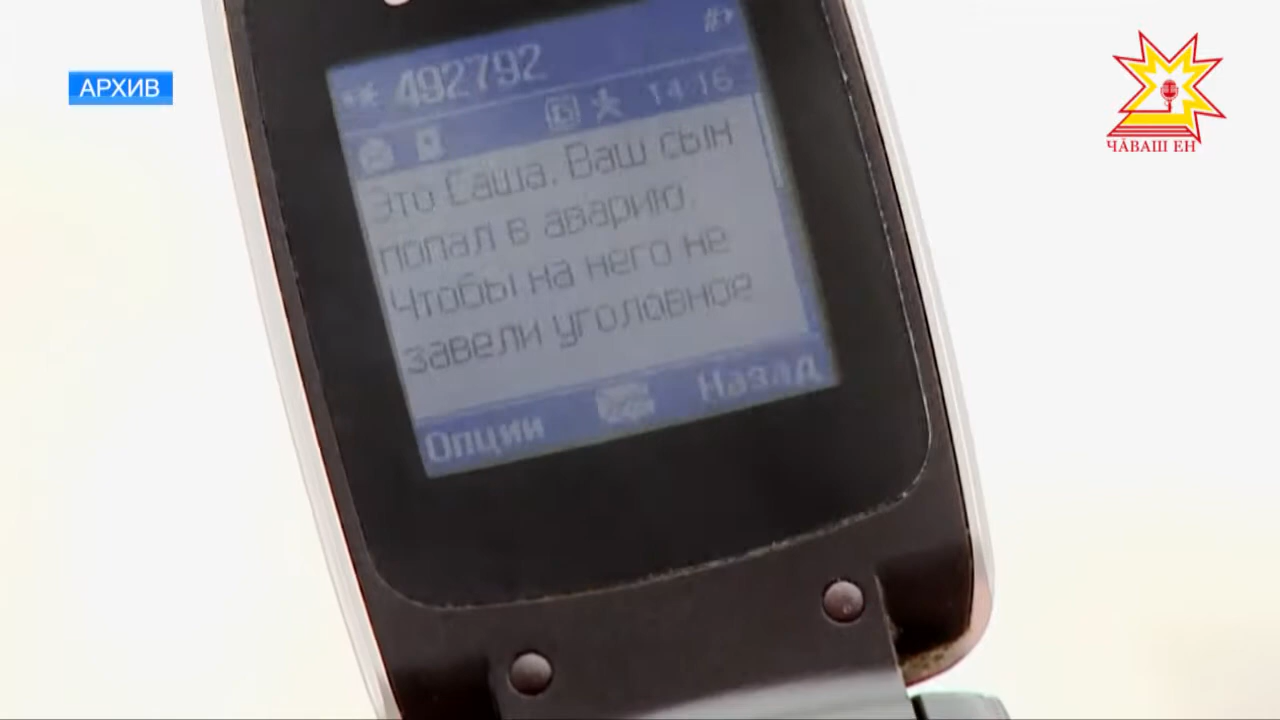 АРХИВ
ЧӐВАШ ЕН
492792
14:16
Это Саша. Ваш сын
попал в аварию.
Чтобы на него не
завели уголовное
Опции
Назад